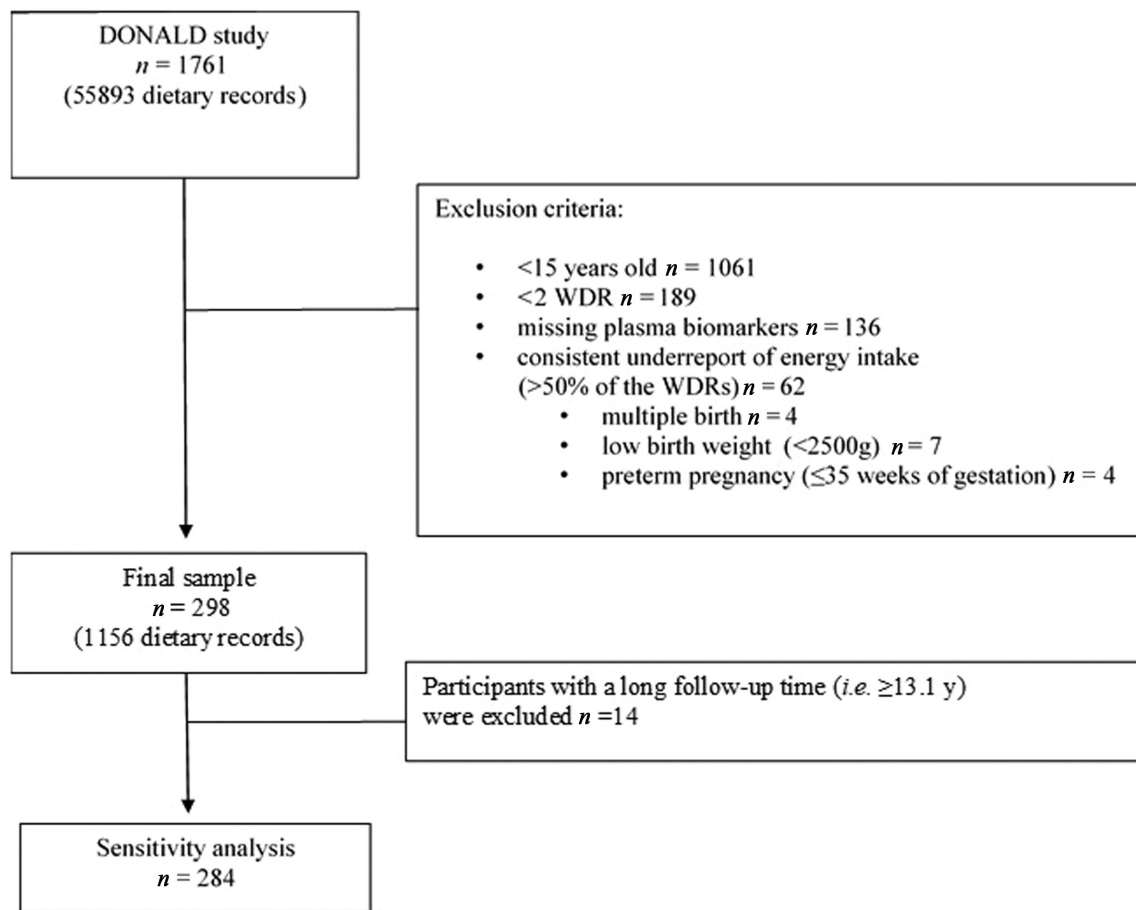 DONALD study
n = 1761
(55893 dietary records)
Exclusion criteria:
• <15 years old n = 1061
• <2 WDR n = 189
• missing plasma biomarkers n = 136
• consistent underreport of energy intake
(>50% of the WDRs) n = 62
• multiple birth n = 4
• low birth weight (<2500g) n = 7
• preterm pregnancy (≤35 weeks of gestation) n = 4
Final sample
n = 298
(1156 dietary records)
Participants with a long follow-up time (i.e. ≥13.1 y)
were excluded n =14
Sensitivity analysis
n = 284